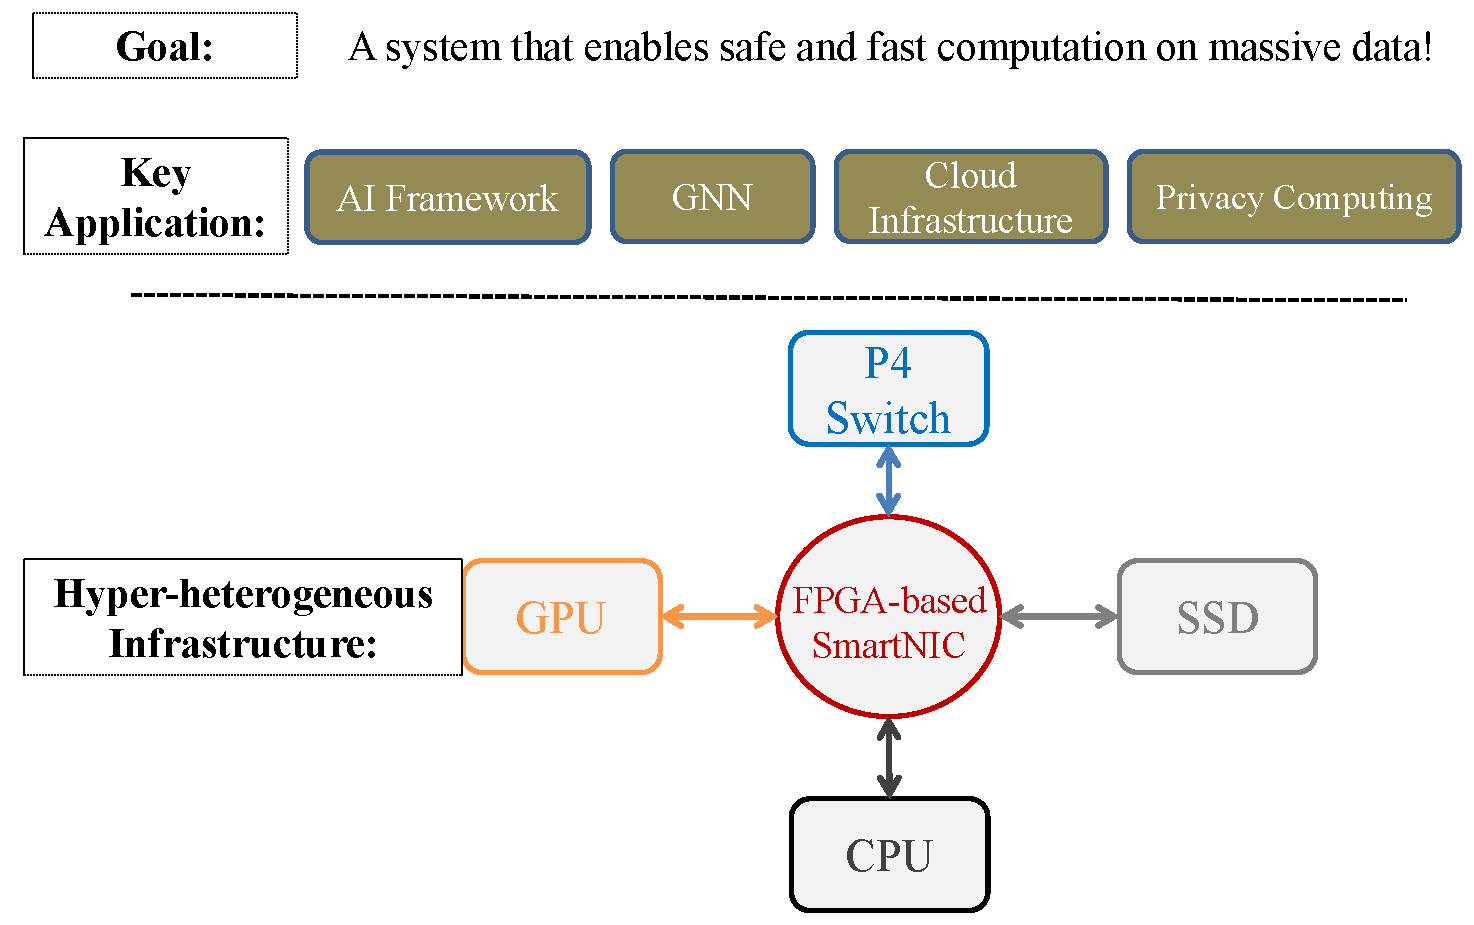 Goal:
A system that enables safe and fast computation on massive data!
Key
Application:
AI Framework
GNN
Cloud
Infrastructure
Privacy Computing
P4
Switch
Hyper-heterogeneous
Infrastructure:
GPU
FPGA-based
SmartNIC
SSD
CPU